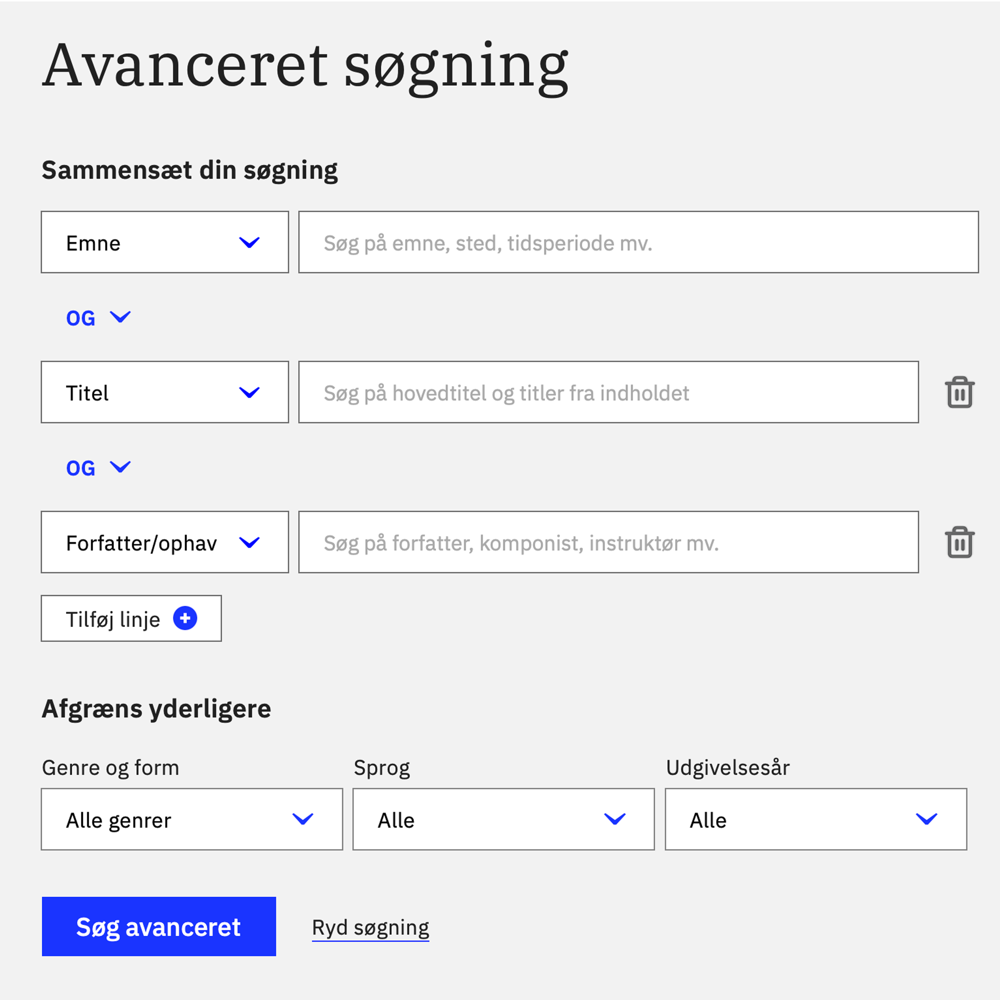 Avanceret søgning
Sammensæt din søgning
Emne
Søg på emne, sted, tidsperiode mv.
OG
Titel
Søg på hovedtitel og titler fra indholdet
OG
Forfatter/ophav
Søg på forfatter, komponist, instruktør mv.
Tilføj linje
Afgræns yderligere
Genre og form
Sprog
Udgivelsesår
Alle genrer
Alle
Alle
Søg avanceret
Ryd søgning